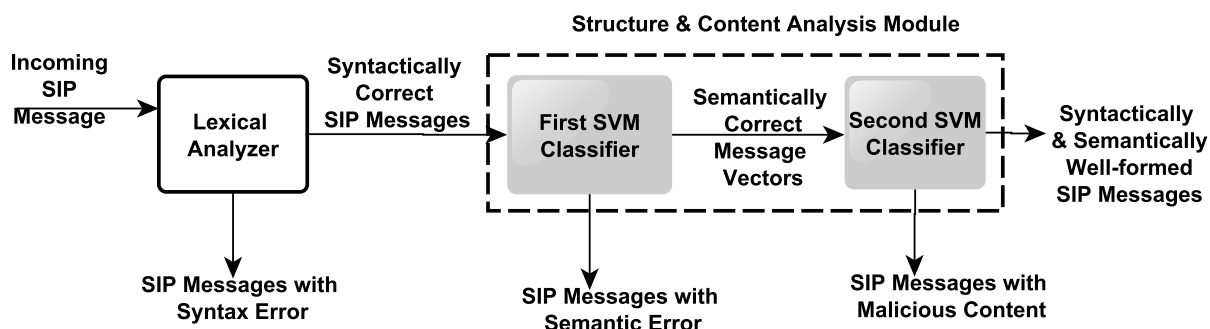 Structure & Content Analysis Module
Incoming
SIP
Message
Lexical
Analyzer
Syntactically
Correct
SIP Messages
First SVM
Classifier
Semantically
Correct
Message
Vectors
Second SVM
Classifier
Syntactically
& Semantically
Well-formed
SIP Messages
SIP Messages with
Syntax Error
SIP Messages with
Semantic Error
SIP Messages with
Malicious Content